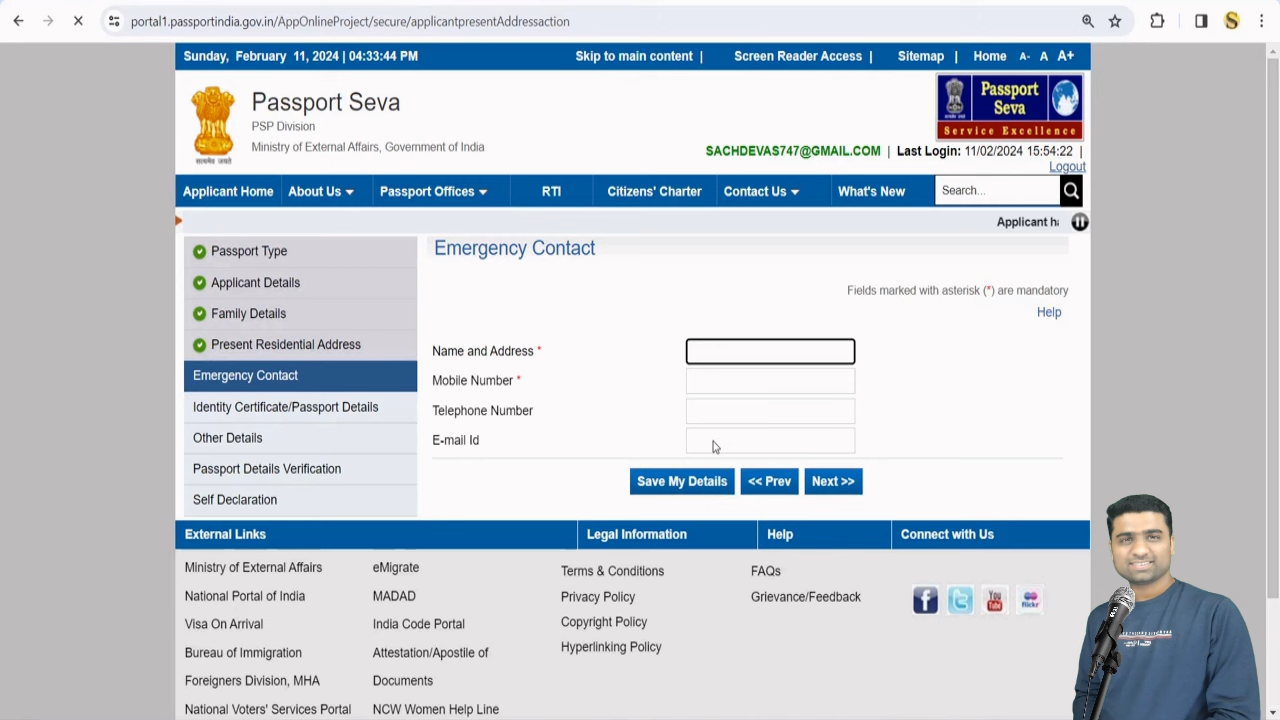 portal1.passportindia.gov.in/AppOnlineProject/secure/applicantpresentAddressaction
S
Sunday, February 11, 2024 | 04:33:44 PM
Skip to main content | Screen Reader Access | Sitemap | Home A- A A+
Passport Seva
PSP Division
Ministry of External Affairs, Government of India
सत्यमेव जयते
Passport
Seva
Service Excellence
SACHDEVAS747@GMAIL.COM | Last Login: 11/02/2024 15:54:22 |
Logout
Applicant Home About Us Passport Offices RTI Citizens' Charter Contact Us What's New Search...
Applicant ha
Passport Type
Applicant Details
Family Details
Present Residential Address
Emergency Contact
Identity Certificate/Passport Details
Other Details
Passport Details Verification
Self Declaration
Emergency Contact
Fields marked with asterisk (*) are mandatory
Help
Name and Address *
Mobile Number *
Telephone Number
E-mail Id
Save My Details << Prev Next >>
External Links
Ministry of External Affairs
National Portal of India
Visa On Arrival
Bureau of Immigration
Foreigners Division, MHA
National Voters' Services Portal
eMigrate
MADAD
India Code Portal
Attestation/Apostile of
Documents
NCW Women Help Line
Legal Information
Terms & Conditions
Privacy Policy
Copyright Policy
Hyperlinking Policy
Help
FAQs
Grievance/Feedback
Connect with Us
f
You
Tube
flickr